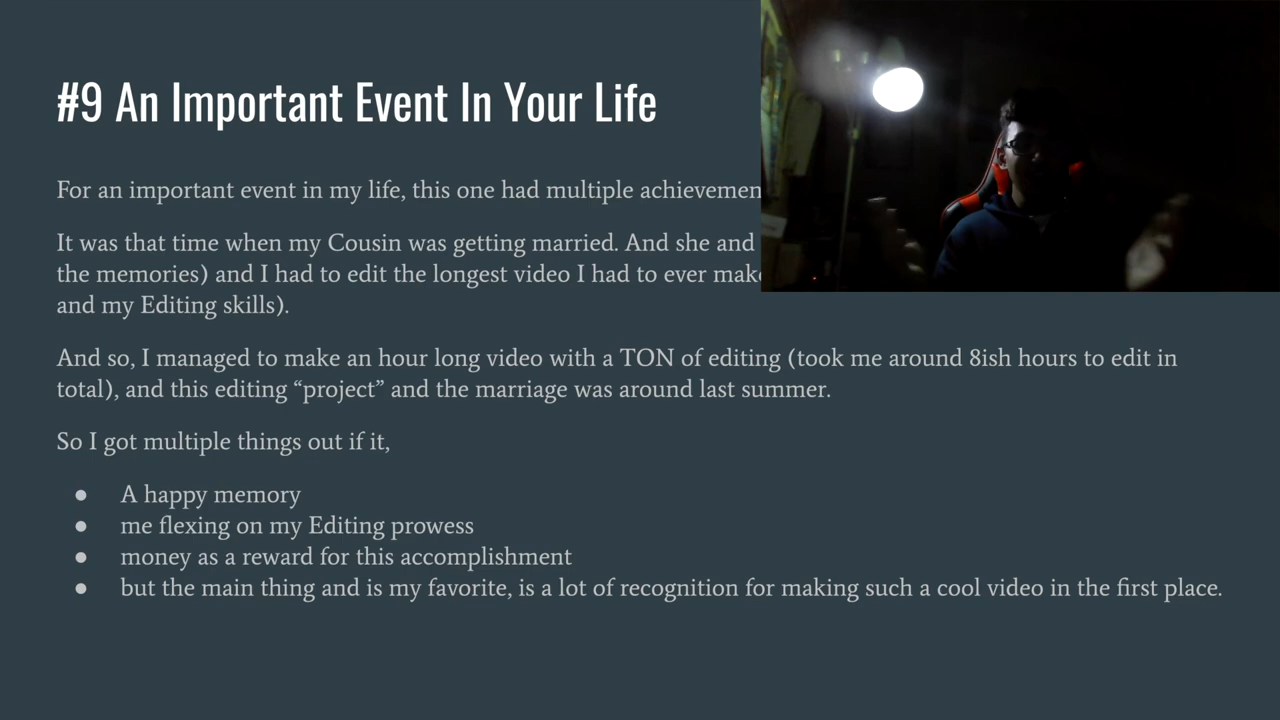 #9 An Important Event In Your Life
For an important event in my life, this one had multiple
It was that time when my Cousin was getting married. And she and
the memories) and I had to edit the longest video I had to ever
and my Editing skills).
And so, I managed to make an hour long video with a TON of editing (took me around 8ish hours to edit in
total), and this editing “project” and the marriage was around last summer.
So I got multiple things out if it,
● A happy memory
● me flexing on my Editing prowess
● money as a reward for this accomplishment
● but the main thing and is my favorite, is a lot of recognition for making such a cool video in the first place.